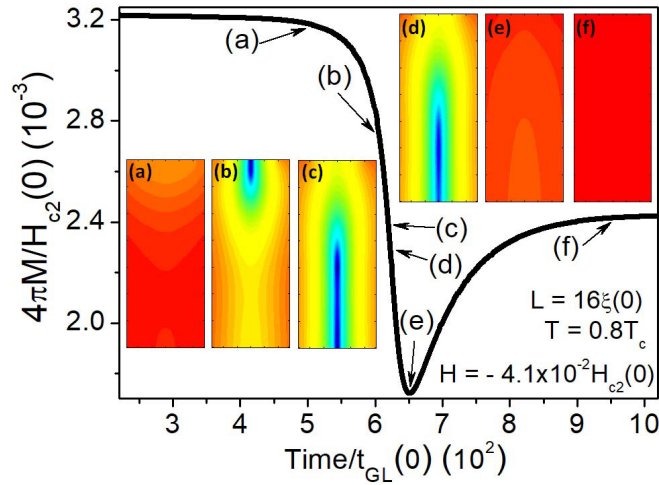 4πM/H_c2(0) (10^-3)
3.2
2.8
2.4
2.0
(a)
(b)
(c)
(d)
(e)
(f)
(a)
(b)
(c)
(d)
(e)
(f)
L = 16ξ(0)
T = 0.8T_c
H = - 4.1x10^-2H_c2(0)
3 4 5 6 7 8 9 10
Time/t_GL(0) (10^2)